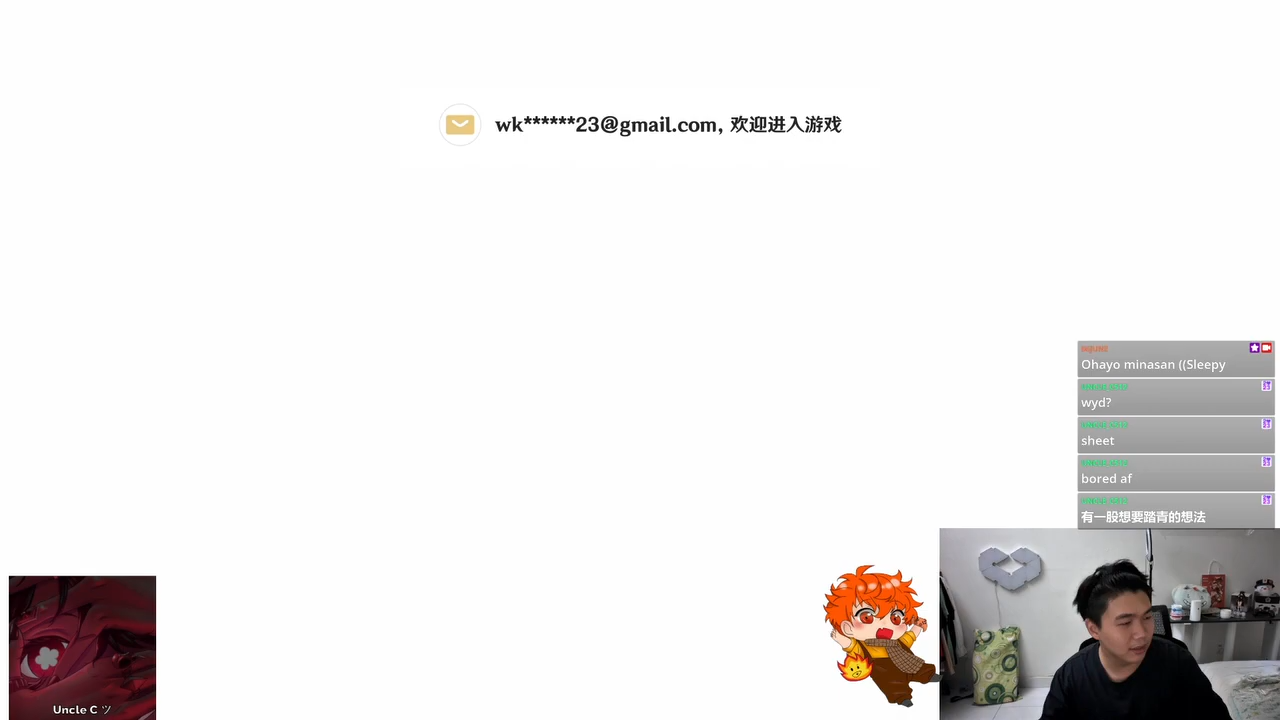 wk******23@gmail.com, 欢迎进入游戏
Ohayo minasan ((Sleepy
wyd?
sheet
bored af
有一股想要踏青的想法
Uncle C ツ